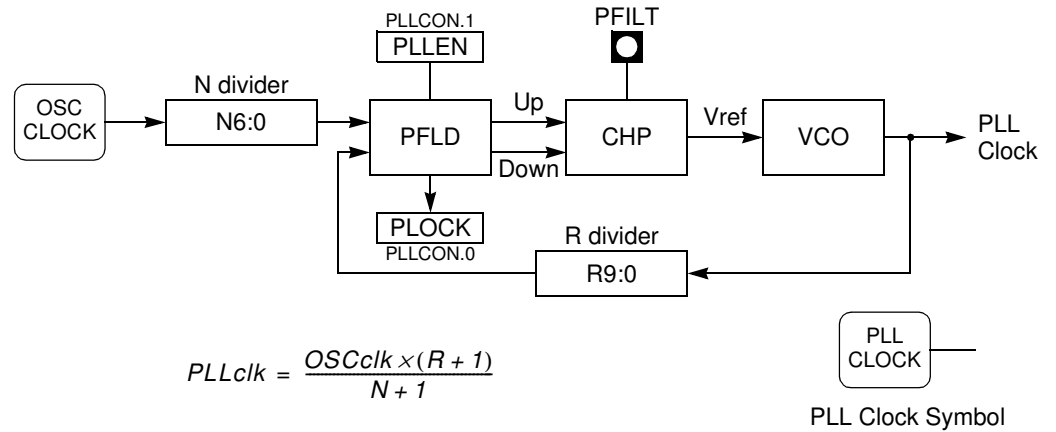 PLLCON.1
PLLEN
PFILT
N divider
OSC
CLOCK
N6:0
PFLD
Up
Down
CHP
Vref
VCO
PLL
Clock
PLOCK
PLLCON.0
R divider
R9:0
PLLclk = OSCclk × (R + 1)
N + 1
PLL
CLOCK
PLL Clock Symbol